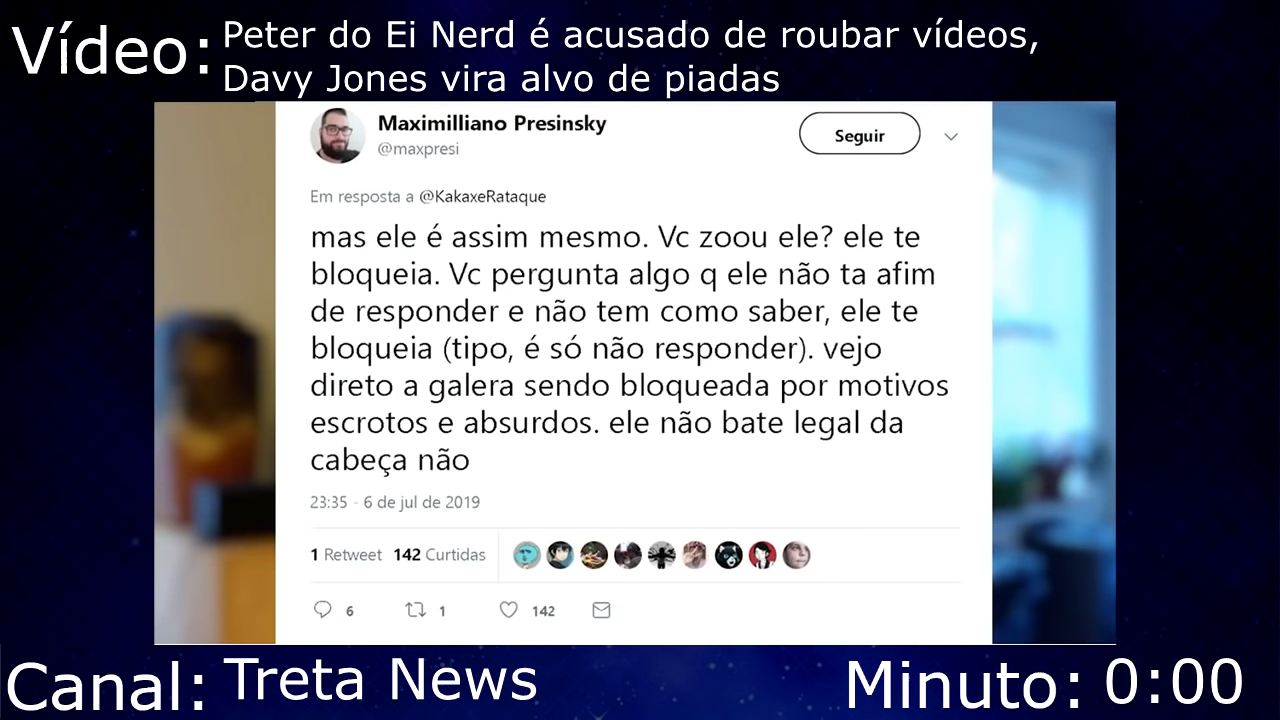 Vídeo: Peter do Ei Nerd é acusado de roubar vídeos,
Davy Jones vira alvo de piadas
Maximilliano Presinsky
@maxpresi
Seguir
Em resposta a @KakaxeRataque
mas ele é assim mesmo. Vc zoou ele? ele te
bloqueia. Vc pergunta algo q ele não ta afim
de responder e não tem como saber, ele te
bloqueia (tipo, é só não responder). vejo
direto a galera sendo bloqueada por motivos
escrotos e absurdos. ele não bate legal da
cabeça não
23:35 - 6 de jul de 2019
1 Retweet 142 Curtidas
6 1 142
Canal: Treta News Minuto: 0:00